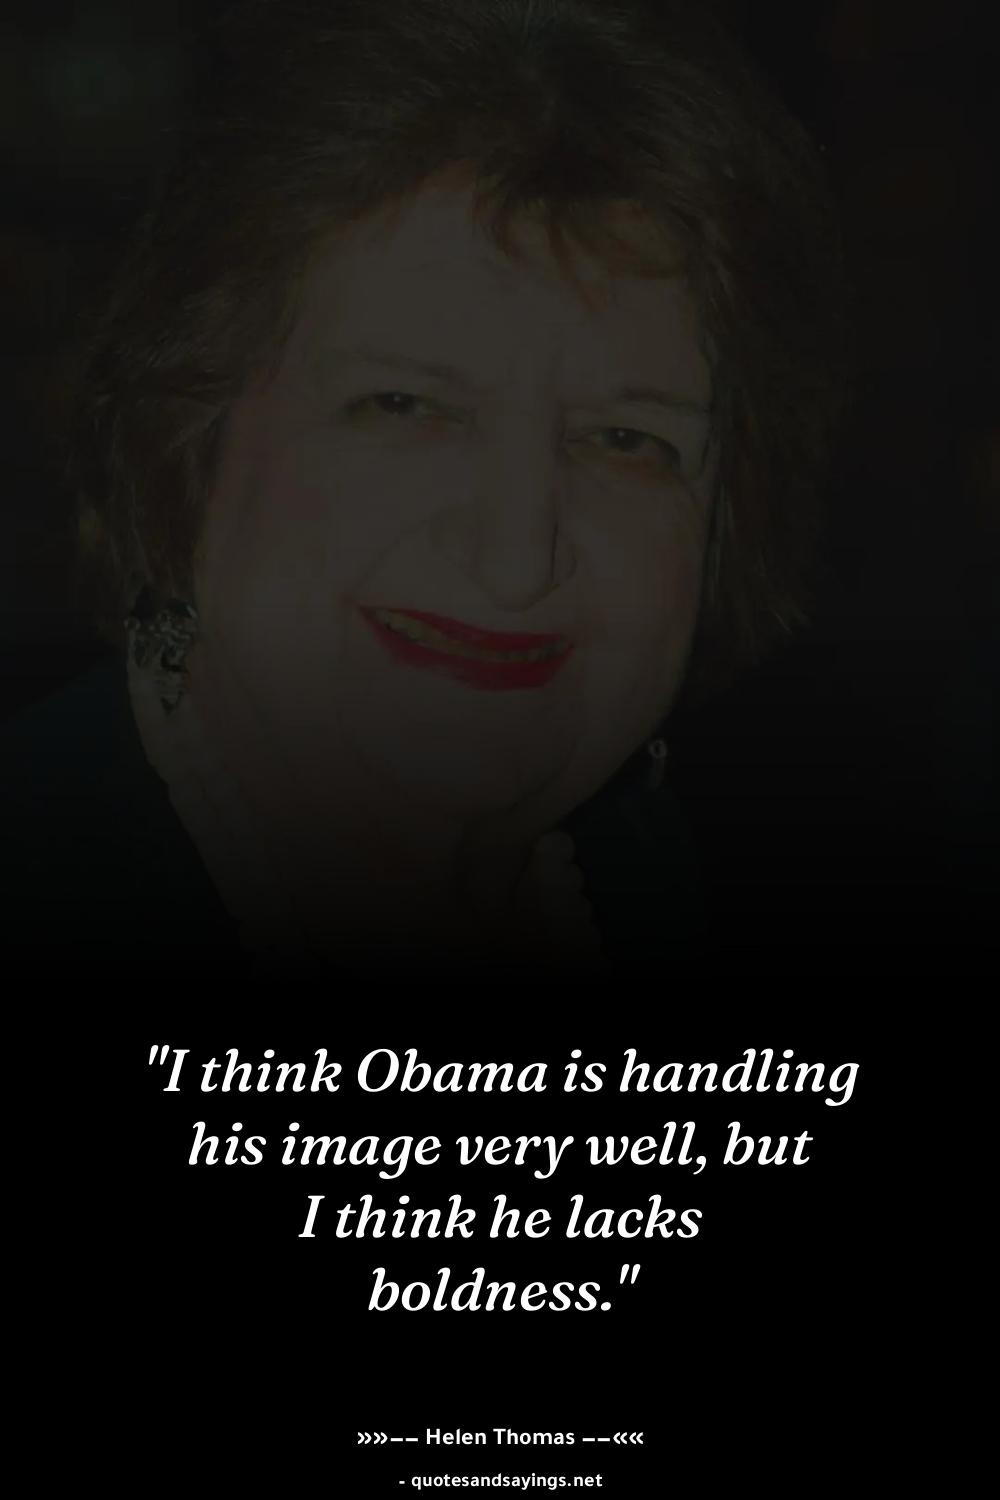 "I think Obama is handling
his image very well, but
I think he lacks
boldness."
»»−− Helen Thomas −−««
- quotesandsayings.net